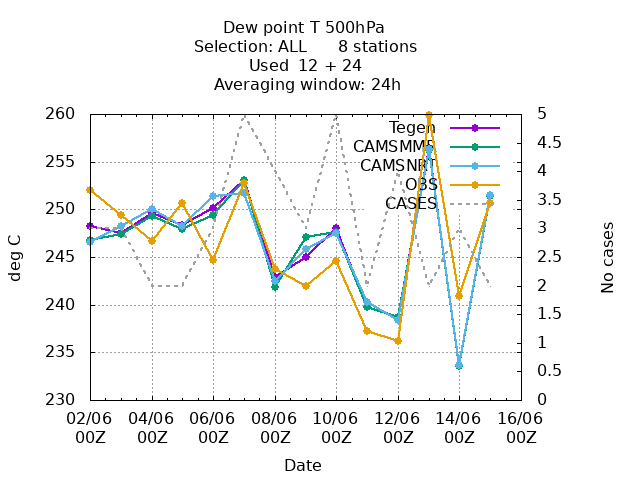 Dew point T 500hPa
Selection: ALL 8 stations
Used 12 + 24
Averaging window: 24h
260
255
250
245
240
235
230
deg C
5
4.5
4
3.5
3
2.5
2
1.5
1
0.5
0
No cases
Tegen
CAMSMMR
CAMSNRT
OBS
CASES
02/06 04/06 06/06 08/06 10/06 12/06 14/06 16/06
00Z 00Z 00Z 00Z 00Z 00Z 00Z 00Z
Date